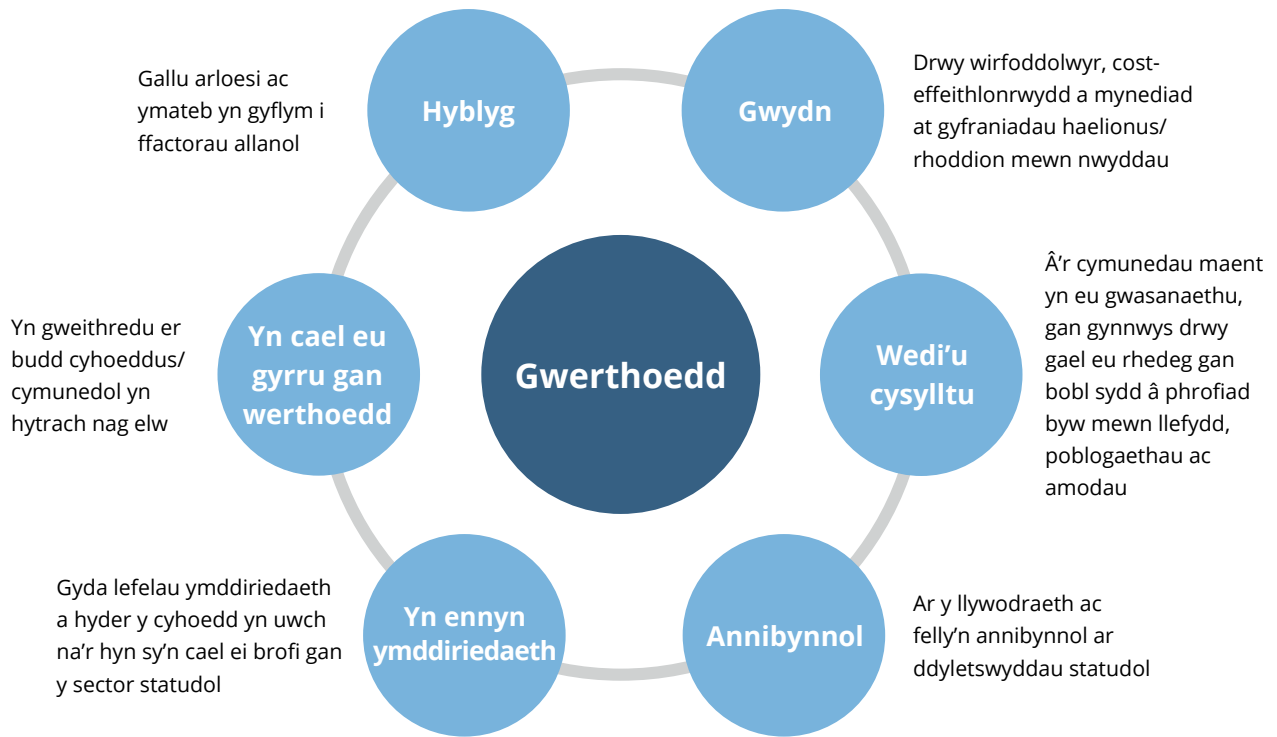 Gwerthoedd
Hyblyg
Gallu arloesi ac
ymateb yn gyflym i
ffactorau allanol
Gwydn
Drwy wirfoddolwyr, cost-
effeithlonrwydd a mynediad
at gyfraniadau haelionus/
rhoddion mewn nwyddau
Wedi’u
cysylltu
Â’r cymunedau maent
yn eu gwasanaethu,
gan gynnwys drwy
gael eu rhedeg gan
bobl sydd â phrofiad
byw mewn llefydd,
poblogaethau ac
amodau
Annibynnol
Ar y llywodraeth ac
felly’n annibynnol ar
ddyletswyddau statudol
Yn ennyn
ymddiriedaeth
Gyda lefelau ymddiriedaeth
a hyder y cyhoedd yn uwch
na’r hyn sy’n cael ei brofi gan
y sector statudol
Yn cael eu
gyrru gan
werthoedd
Yn gweithredu er
budd cyhoeddus/
cymunedol yn
hytrach nag elw